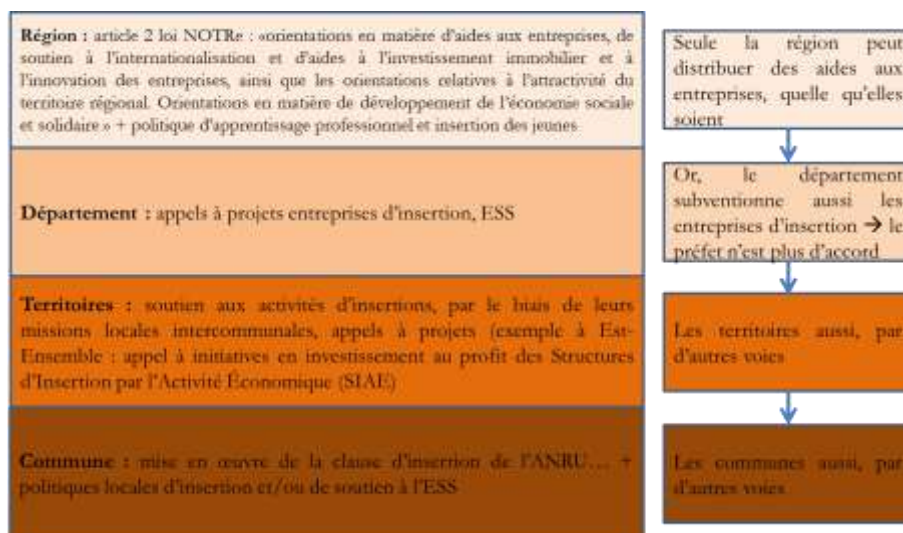 Région : article 2 loi NOTRe : «orientations en matière d'aides aux entreprises, de
soutien à l'internationalisation et d'aides à l'investissement immobilier et à
l'innovation des entreprises, ainsi que les orientations relatives à l'attractivité du
territoire régional. Orientations en matière de développement de l'économie sociale
et solidaire » + politique d'apprentissage professionnel et insertion des jeunes
Seule la région peut
distribuer des aides aux
entreprises, quelle qu'elles
soient
Département : appels à projets entreprises d'insertion, ESS
Or, le département
subventionne aussi les
entreprises d'insertion → le
préfet n'est plus d'accord
Territoires : soutien aux activités d'insertions, par le biais de leurs
missions locales intercommunales, appels à projets (exemple à Est-
Ensemble : appel à initiatives en investissement au profit des Structures
d'Insertion par l'Activité Économique (SIAE)
Les territoires aussi, par
d'autres voies
Commune : mise en œuvre de la clause d'insertion de l'ANRU… +
politiques locales d'insertion et/ou de soutien à l'ESS
Les communes aussi, par
d'autres voies